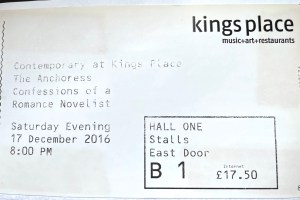 kings place
music+art+restaurants
Contemporary at Kings Place
The Anchoress
Confessions of a
Romance Novelist
Saturday Evening
17 December 2016
8:00 PM
HALL ONE
Stalls
East Door
Internet
B 1 £17.50